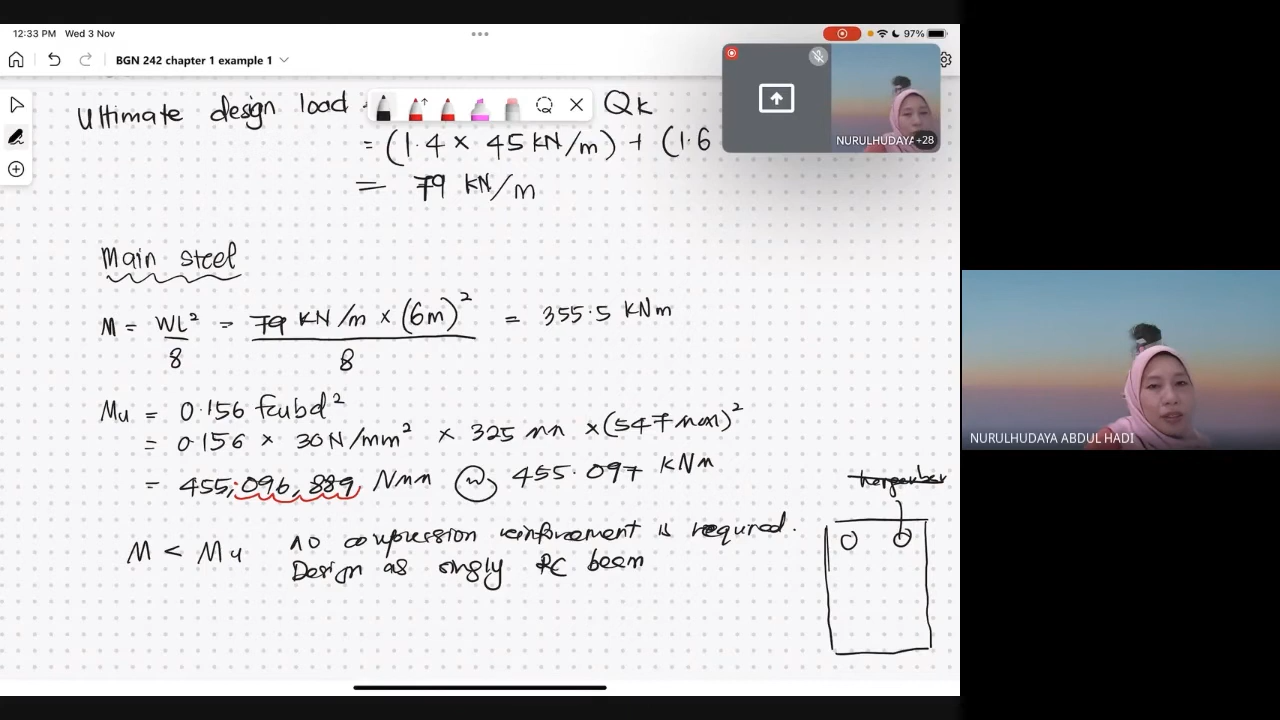 12:33 PM Wed 3 Nov
97%
BGN 242 chapter 1 example 1
NURULHUDAYA +28
Ultimate design load Qk
= (1.4 × 45 KN/m) + (1.6
= 79 KN/m
Main steel
M = WL² = 79 KN/m × (6m)² = 355.5 KNm
8 8
Mu = 0.156 fcubd²
= 0.156 × 30N/mm² × 325 mm × (547mm)²
= 455,096,889 Nmm ≈ 455.097 KNm
M < Mu no compression reinforcement is required.
Design as singly RC beam
NURULHUDAYA ABDUL HADI